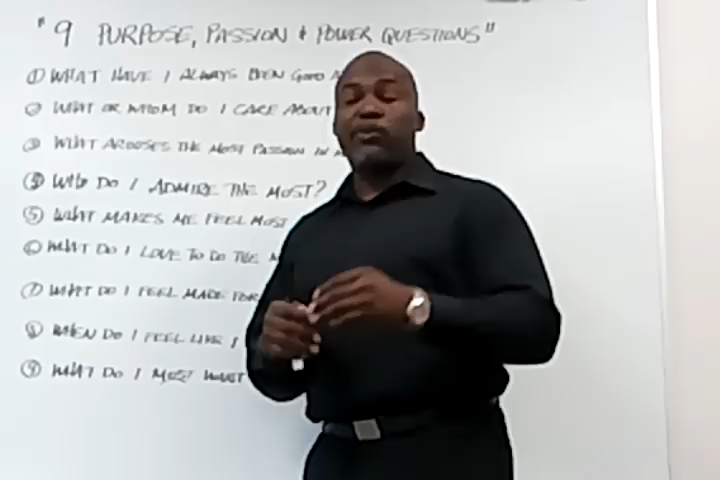 "9 PURPOSE, PASSION & POWER QUESTIONS"
① WHAT HAVE I ALWAYS BEEN GOOD A
② WHAT OR WHOM DO I CARE ABOUT
③ WHAT AROUSES THE MOST PASSION IN
④ WHO DO I ADMIRE THE MOST?
⑤ WHAT MAKES ME FEEL MOST
⑥ WHAT DO I LOVE TO DO THE M
⑦ WHAT DO I FEEL MADE FOR
⑧ WHEN DO I FEEL LIKE I
⑨ WHAT DO I MOST WANT